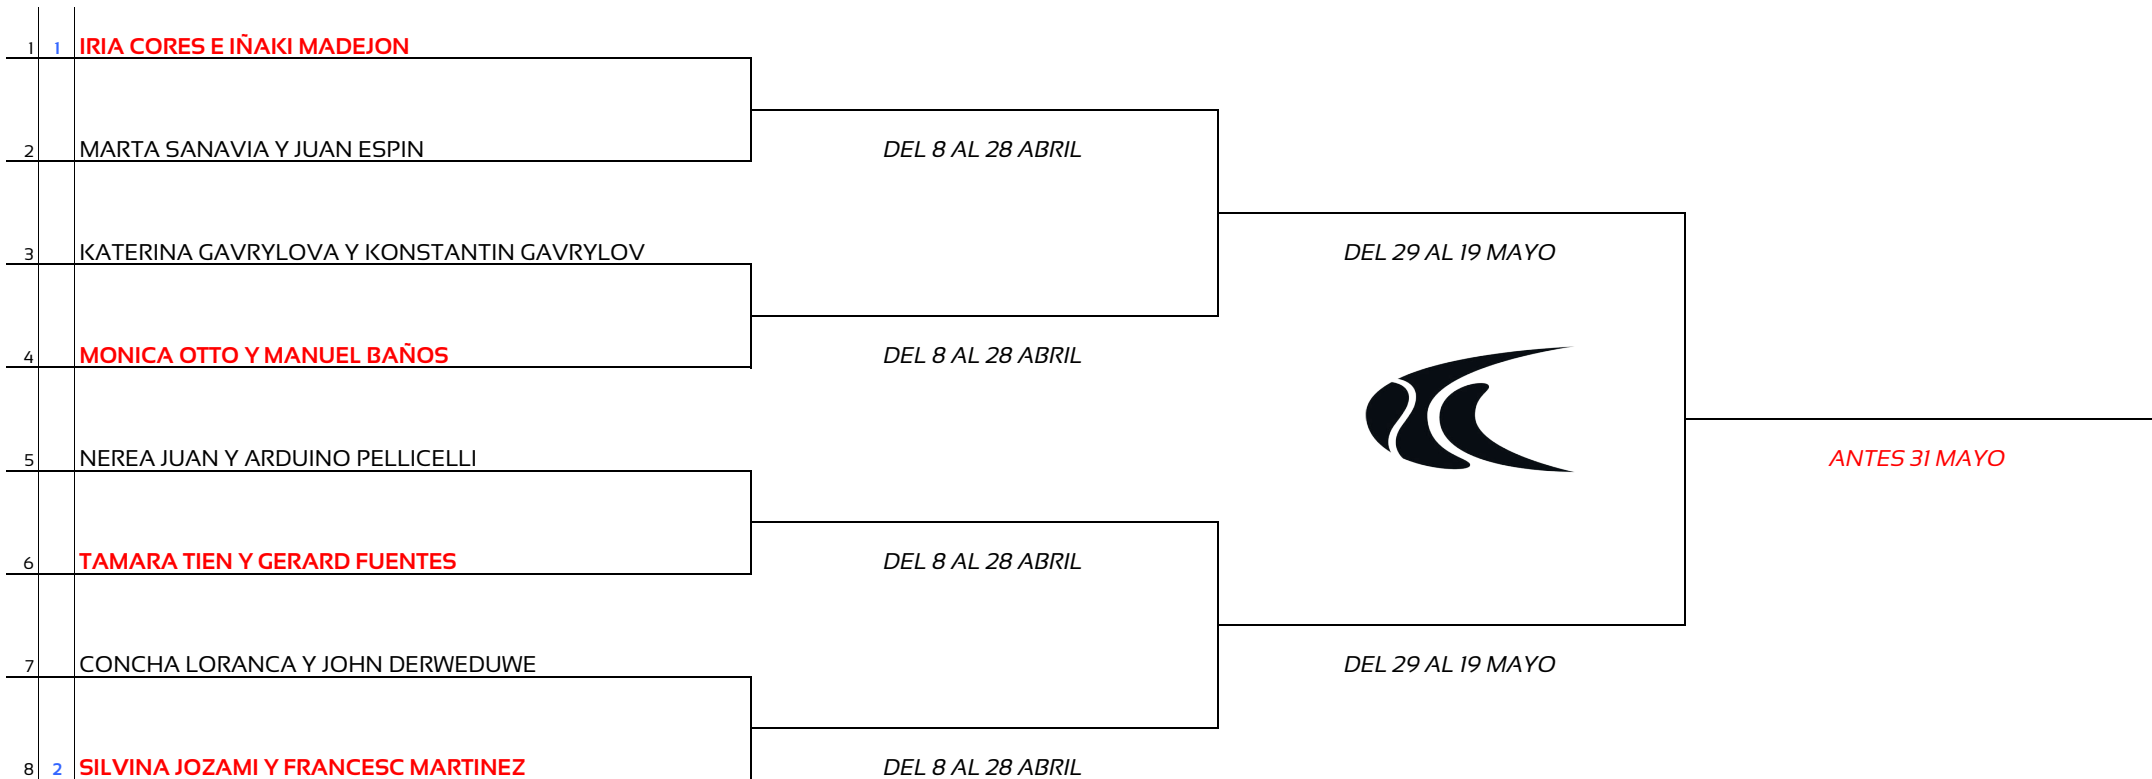 1 1 IRIA CORES E IÑAKI MADEJON
2 MARTA SANAVIA Y JUAN ESPIN DEL 8 AL 28 ABRIL
3 KATERINA GAVRYLOVA Y KONSTANTIN GAVRYLOV DEL 29 AL 19 MAYO
4 MONICA OTTO Y MANUEL BAÑOS DEL 8 AL 28 ABRIL
5 NEREA JUAN Y ARDUINO PELLICELLI ANTES 31 MAYO
6 TAMARA TIEN Y GERARD FUENTES DEL 8 AL 28 ABRIL
7 CONCHA LORANCA Y JOHN DERWEDUWE DEL 29 AL 19 MAYO
8 2 SILVINA JOZAMI Y FRANCESC MARTINEZ DEL 8 AL 28 ABRIL